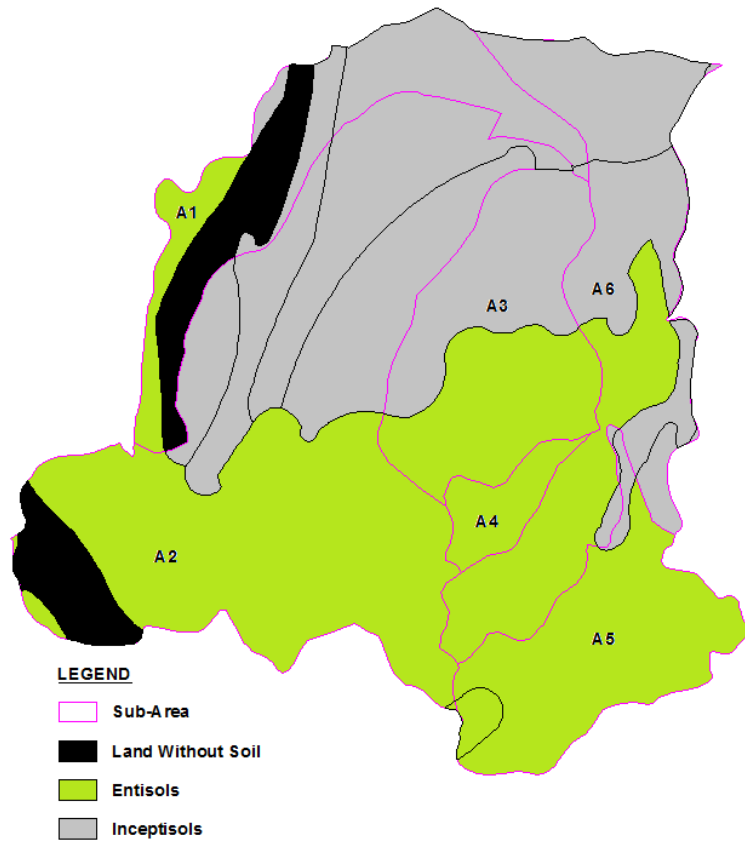 A1
A6
A3
A4
A2
A5
LEGEND
Sub-Area
Land Without Soil
Entisols
Inceptisols